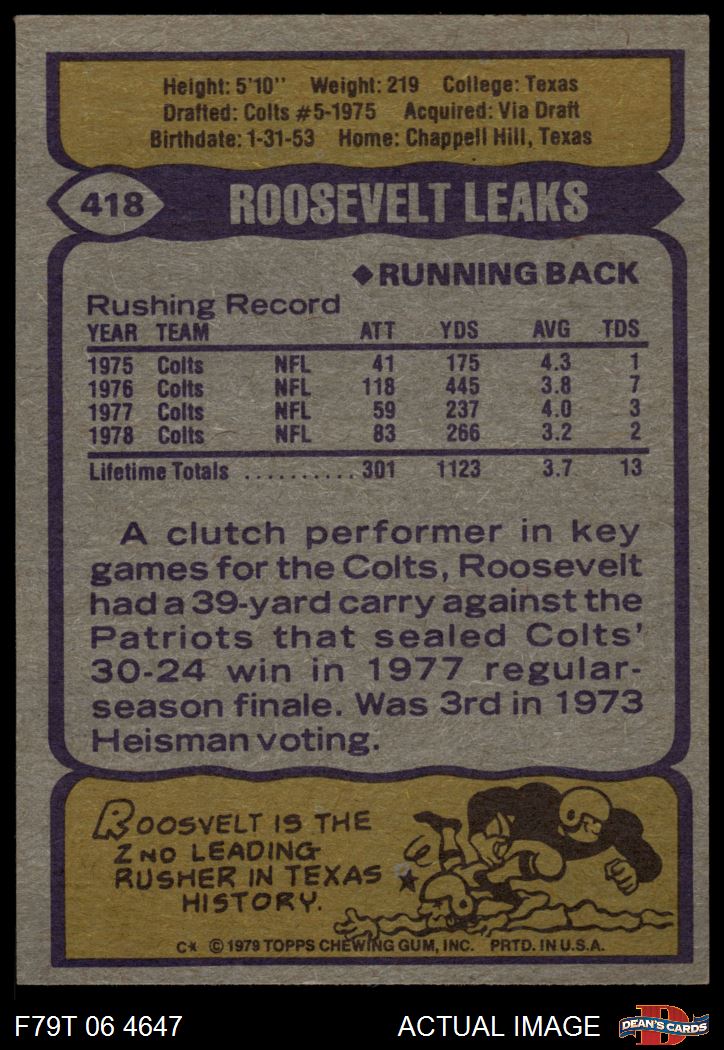 Height: 5'10" Weight: 219 College: Texas
Drafted: Colts #5-1975 Acquired: Via Draft
Birthdate: 1-31-53 Home: Chappell Hill, Texas
418 ROOSEVELT LEAKS
◆RUNNING BACK
Rushing Record
YEAR TEAM ATT YDS AVG TDS
1975 Colts NFL 41 175 4.3 1
1976 Colts NFL 118 445 3.8 7
1977 Colts NFL 59 237 4.0 3
1978 Colts NFL 83 266 3.2 2
Lifetime Totals .......... 301 1123 3.7 13
A clutch performer in key
games for the Colts, Roosevelt
had a 39-yard carry against the
Patriots that sealed Colts'
30-24 win in 1977 regular-
season finale. Was 3rd in 1973
Heisman voting.
ROOSVELT IS THE
2ND LEADING
RUSHER IN TEXAS
HISTORY.
C* © 1979 TOPPS CHEWING GUM, INC. PRTD. IN U.S.A.
F79T 06 4647 ACTUAL IMAGE D DEAN'S CARDS